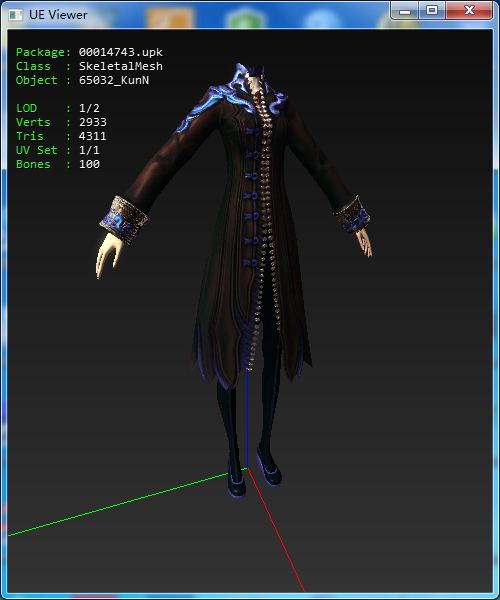 UE Viewer
Package: 00014743.upk
Class : SkeletalMesh
Object : 65032_KunN
LOD : 1/2
Verts : 2933
Tris : 4311
UV Set : 1/1
Bones : 100